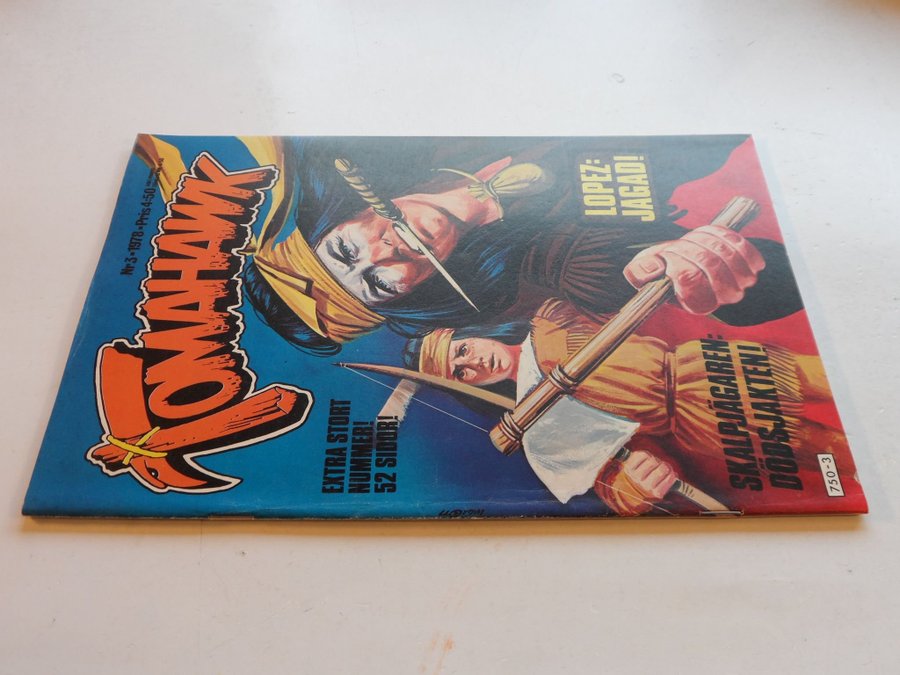 Nr 3 • 1978 • Pris 4:50
TOMAHAWK
EXTRA STORT
NUMMER!
52 SIDOR!
LOPEZ:
JAGAD!
SKALPJÄGAREN:
DÖDSJAKTEN!
750-3